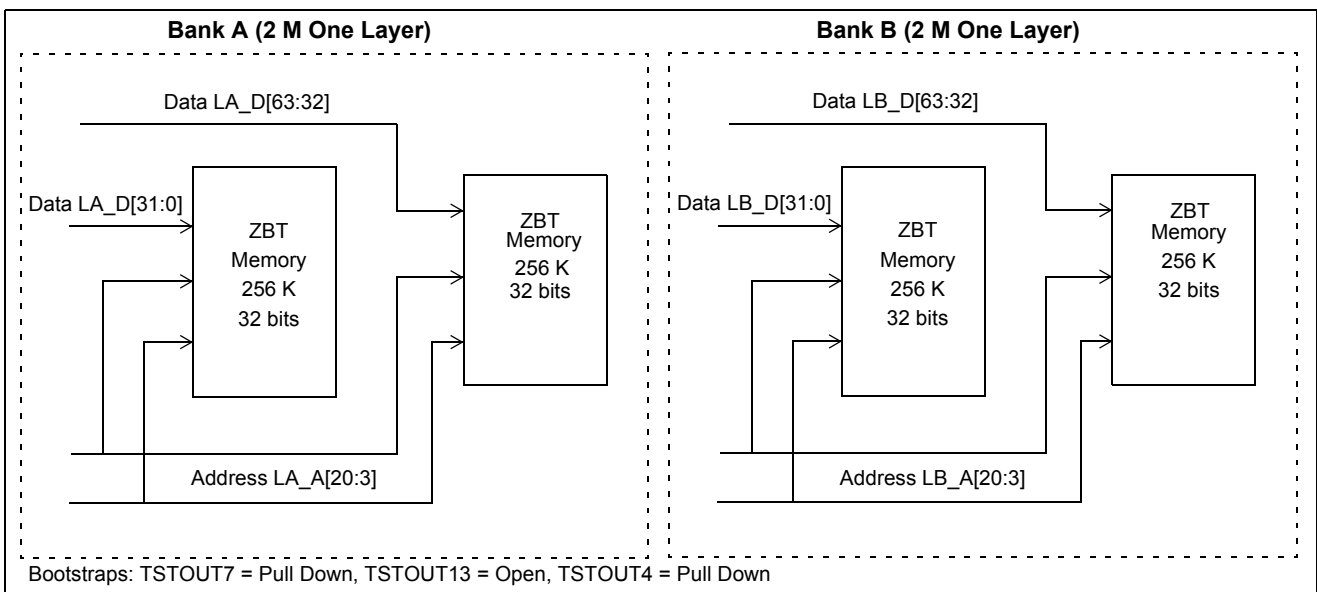 Bank A (2 M One Layer)
Data LA_D[63:32]
Data LA_D[31:0]
ZBT
Memory
256 K
32 bits
ZBT
Memory
256 K
32 bits
Address LA_A[20:3]
Bank B (2 M One Layer)
Data LB_D[63:32]
Data LB_D[31:0]
ZBT
Memory
256 K
32 bits
ZBT
Memory
256 K
32 bits
Address LB_A[20:3]
Bootstraps: TSTOUT7 = Pull Down, TSTOUT13 = Open, TSTOUT4 = Pull Down